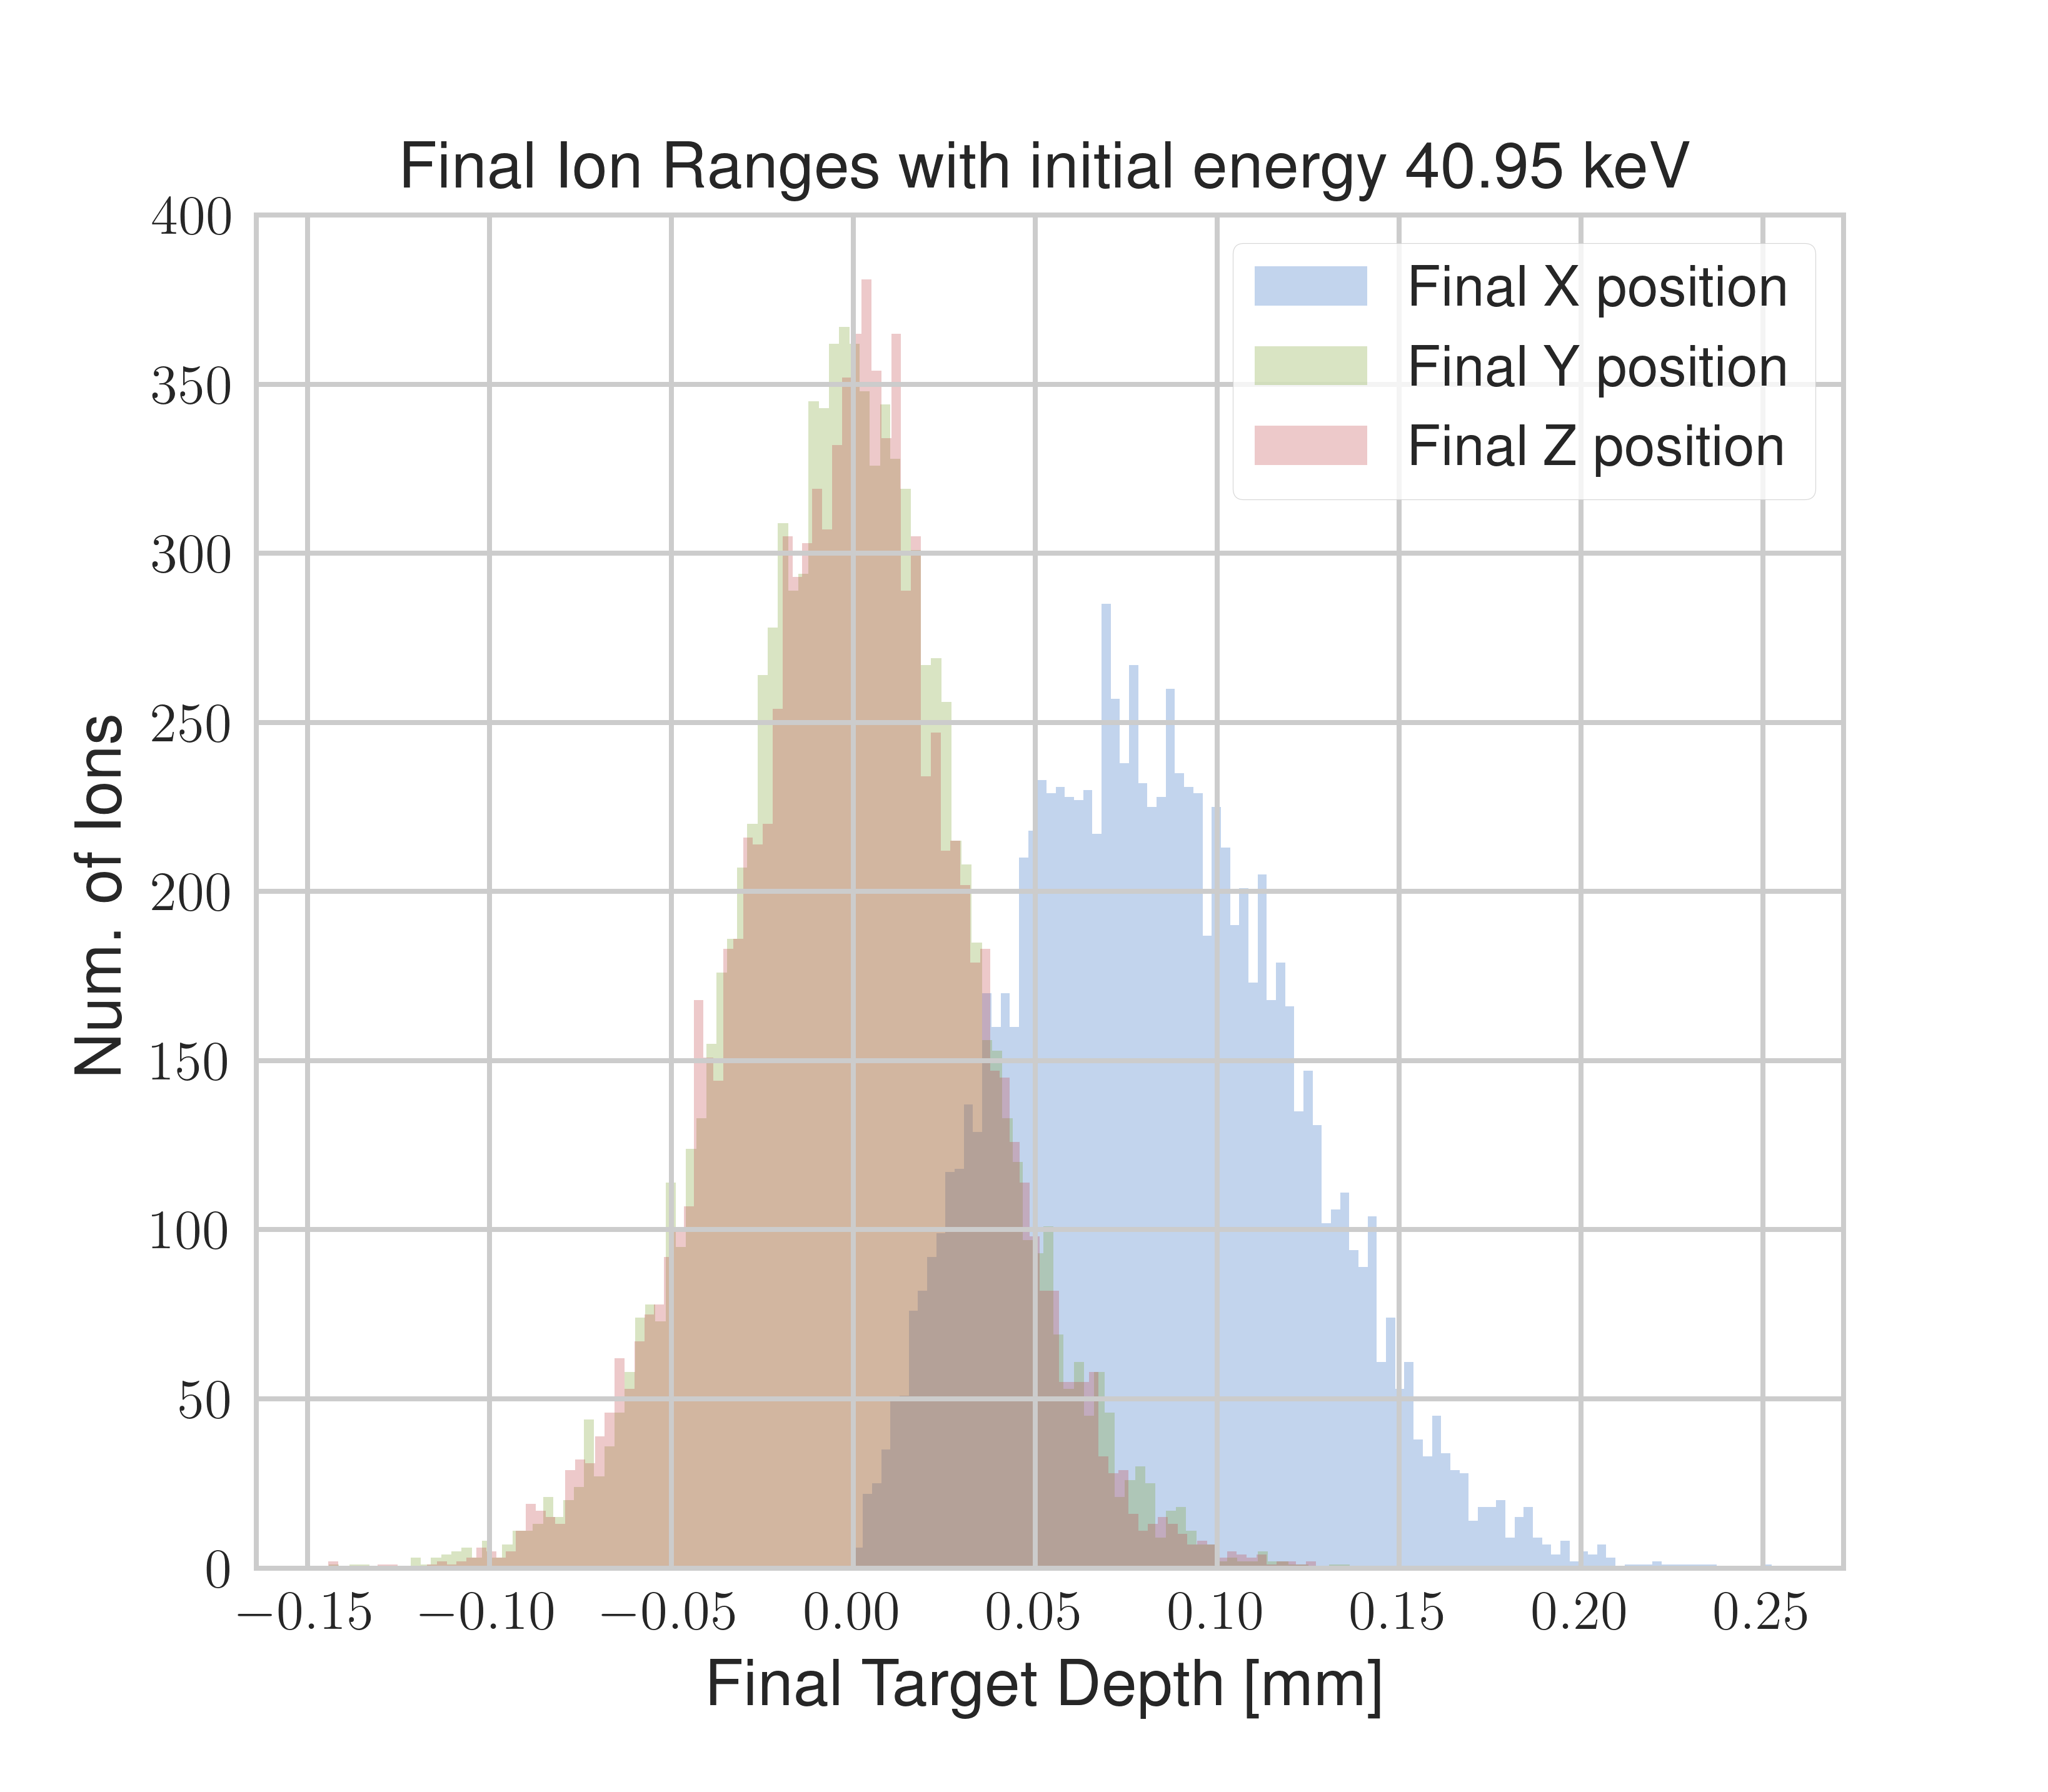 Final Ion Ranges with initial energy 40.95 keV
400
350
300
250
200
150
100
50
0
Num. of Ions
Final X position
Final Y position
Final Z position
−0.15 −0.10 −0.05 0.00 0.05 0.10 0.15 0.20 0.25
Final Target Depth [mm]